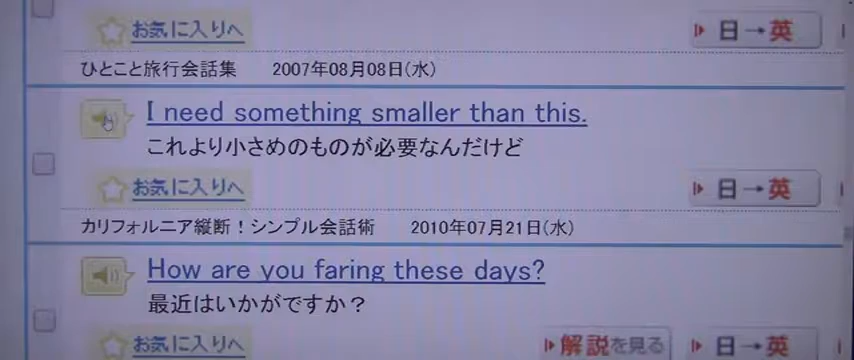 お気に入りへ
日→英
ひとこと旅行会話集 2007年08月08日(水)
I need something smaller than this.
これより小さめのものが必要なんだけど
お気に入りへ
日→英
カリフォルニア縦断！シンプル会話術 2010年07月21日(水)
How are you faring these days?
最近はいかがですか？
お気に入りへ
解説を見る
日→英